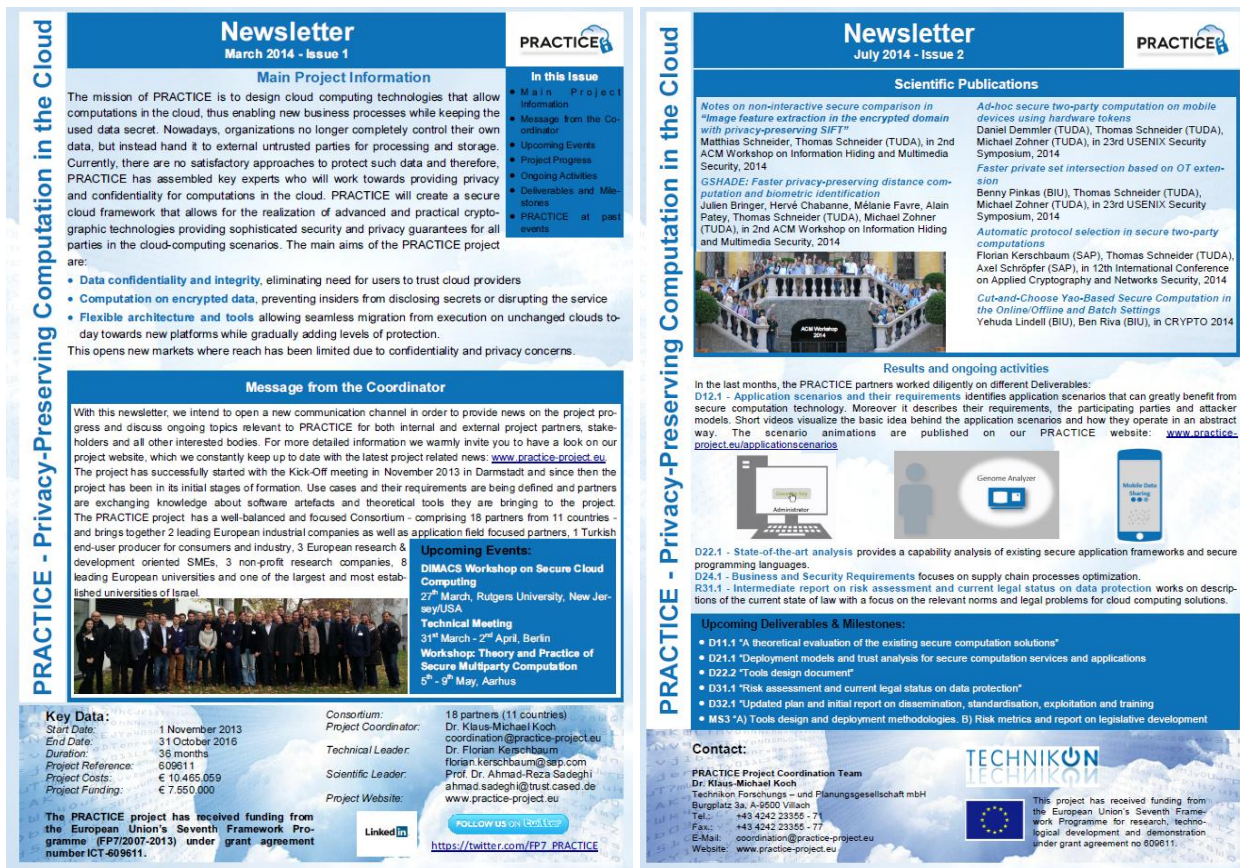 PRACTICE - Privacy-Preserving Computation in the Cloud
Newsletter
March 2014 - Issue 1
PRACTICE
Main Project Information
The mission of PRACTICE is to design cloud computing technologies that allow
computations in the cloud, thus enabling new business processes while keeping the
used data secret. Nowadays, organizations no longer completely control their own
data, but instead hand it to external untrusted parties for processing and storage.
Currently, there are no satisfactory approaches to protect such data and therefore,
PRACTICE has assembled key experts who will work towards providing privacy
and confidentiality for computations in the cloud. PRACTICE will create a secure
cloud framework that allows for the realization of advanced and practical crypto-
graphic technologies providing sophisticated security and privacy guarantees for all
parties in the cloud-computing scenarios. The main aims of the PRACTICE project
are:
• Data confidentiality and integrity, eliminating need for users to trust cloud providers
• Computation on encrypted data, preventing insiders from disclosing secrets or disrupting the service
• Flexible architecture and tools allowing seamless migration from execution on unchanged clouds to-
day towards new platforms while gradually adding levels of protection.
This opens new markets where reach has been limited due to confidentiality and privacy concerns.
In this Issue
• Main Project
Information
• Message from the Co-
ordinator
• Upcoming Events
• Project Progress
• Ongoing Activities
• Deliverables and Mile-
stones
• PRACTICE at past
events
Message from the Coordinator
With this newsletter, we intend to open a new communication channel in order to provide news on the project pro-
gress and discuss ongoing topics relevant to PRACTICE for both internal and external project partners, stake-
holders and all other interested bodies. For more detailed information we warmly invite you to have a look on our
project website, which we constantly keep up to date with the latest project related news: www.practice-project.eu.
The project has successfully started with the Kick-Off meeting in November 2013 in Darmstadt and since then the
project has been in its initial stages of formation. Use cases and their requirements are being defined and partners
are exchanging knowledge about software artefacts and theoretical tools they are bringing to the project.
The PRACTICE project has a well-balanced and focused Consortium - comprising 18 partners from 11 countries -
and brings together 2 leading European industrial companies as well as application field focused partners, 1 Turkish
end-user producer for consumers and industry, 3 European research &
development oriented SMEs, 3 non-profit research companies, 8
leading European universities and one of the largest and most estab-
lished universities of Israel.
Upcoming Events:
DIMACS Workshop on Secure Cloud
Computing
27th March, Rutgers University, New Jer-
sey/USA
Technical Meeting
31st March - 2nd April, Berlin
Workshop: Theory and Practice of
Secure Multiparty Computation
5th - 9th May, Aarhus
Key Data:
Start Date: 1 November 2013
End Date: 31 October 2016
Duration: 36 months
Project Reference: 609611
Project Costs: € 10.465.059
Project Funding: € 7.550.000
Consortium: 18 partners (11 countries)
Project Coordinator: Dr. Klaus-Michael Koch
coordination@practice-project.eu
Technical Leader: Dr. Florian Kerschbaum
florian.kerschbaum@sap.com
Scientific Leader: Prof. Dr. Ahmad-Reza Sadeghi
ahmad.sadeghi@trust.cased.de
Project Website: www.practice-project.eu
The PRACTICE project has received funding from
the European Union's Seventh Framework Pro-
gramme (FP7/2007-2013) under grant agreement
number ICT-609611.
Linked in
FOLLOW US ON twitter
https://twitter.com/FP7_PRACTICE
PRACTICE - Privacy-Preserving Computation in the Cloud
Newsletter
July 2014 - Issue 2
PRACTICE
Scientific Publications
Notes on non-interactive secure comparison in
"Image feature extraction in the encrypted domain
with privacy-preserving SIFT"
Matthias Schneider, Thomas Schneider (TUDA), in 2nd
ACM Workshop on Information Hiding and Multimedia
Security, 2014
GSHADE: Faster privacy-preserving distance com-
putation and biometric identification
Julien Bringer, Hervé Chabanne, Mélanie Favre, Alain
Patey, Thomas Schneider (TUDA), Michael Zohner
(TUDA), in 2nd ACM Workshop on Information Hiding
and Multimedia Security, 2014
ACM Workshop
2014
Ad-hoc secure two-party computation on mobile
devices using hardware tokens
Daniel Demmler (TUDA), Thomas Schneider (TUDA),
Michael Zohner (TUDA), in 23rd USENIX Security
Symposium, 2014
Faster private set intersection based on OT exten-
sion
Benny Pinkas (BIU), Thomas Schneider (TUDA),
Michael Zohner (TUDA), in 23rd USENIX Security
Symposium, 2014
Automatic protocol selection in secure two-party
computations
Florian Kerschbaum (SAP), Thomas Schneider (TUDA),
Axel Schröpfer (SAP), in 12th International Conference
on Applied Cryptography and Networks Security, 2014
Cut-and-Choose Yao-Based Secure Computation in
the Online/Offline and Batch Settings
Yehuda Lindell (BIU), Ben Riva (BIU), in CRYPTO 2014
Results and ongoing activities
In the last months, the PRACTICE partners worked diligently on different Deliverables:
D12.1 - Application scenarios and their requirements identifies application scenarios that can greatly benefit from
secure computation technology. Moreover it describes their requirements, the participating parties and attacker
models. Short videos visualize the basic idea behind the application scenarios and how they operate in an abstract
way. The scenario animations are published on our PRACTICE website: www.practice-
project.eu/applicationscenarios
Administrator
Genome Analyzer
Mobile Data
Sharing
D22.1 - State-of-the-art analysis provides a capability analysis of existing secure application frameworks and secure
programming languages.
D24.1 - Business and Security Requirements focuses on supply chain processes optimization.
R31.1 - Intermediate report on risk assessment and current legal status on data protection works on descrip-
tions of the current state of law with a focus on the relevant norms and legal problems for cloud computing solutions.
Upcoming Deliverables & Milestones:
• D11.1 "A theoretical evaluation of the existing secure computation solutions"
• D21.1 "Deployment models and trust analysis for secure computation services and applications
• D22.2 "Tools design document"
• D31.1 "Risk assessment and current legal status on data protection"
• D32.1 "Updated plan and initial report on dissemination, standardisation, exploitation and training
• MS3 "A) Tools design and deployment methodologies. B) Risk metrics and report on legislative development
Contact:
PRACTICE Project Coordination Team
Dr. Klaus-Michael Koch
Technikon Forschungs – und Planungsgesellschaft mbH
Burgplatz 3a, A-9500 Villach
Tel.: +43 4242 23355 - 71
Fax.: +43 4242 23355 - 77
E-Mail: coordination@practice-project.eu
Website: www.practice-project.eu
TECHNIKON
This project has received funding from
the European Union's Seventh Frame-
work Programme for research, techno-
logical development and demonstration
under grant agreement no 609611.